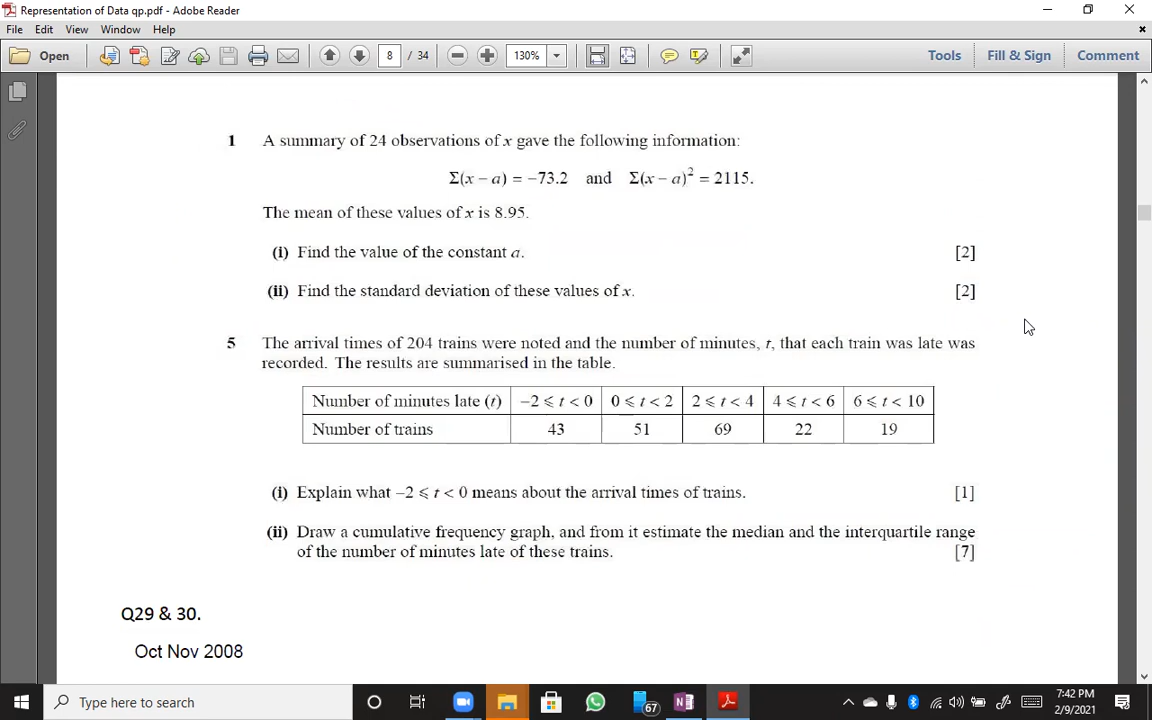 Representation of Data qp.pdf - Adobe Reader
File Edit View Window Help
Open 8 / 34 130% Tools Fill & Sign Comment
1 A summary of 24 observations of x gave the following information:
Σ(x − a) = −73.2 and Σ(x − a)² = 2115.
The mean of these values of x is 8.95.
(i) Find the value of the constant a. [2]
(ii) Find the standard deviation of these values of x. [2]
5 The arrival times of 204 trains were noted and the number of minutes, t, that each train was late was
recorded. The results are summarised in the table.
Number of minutes late (t) −2 ⩽ t < 0 0 ⩽ t < 2 2 ⩽ t < 4 4 ⩽ t < 6 6 ⩽ t < 10
Number of trains 43 51 69 22 19
(i) Explain what −2 ⩽ t < 0 means about the arrival times of trains. [1]
(ii) Draw a cumulative frequency graph, and from it estimate the median and the interquartile range
of the number of minutes late of these trains. [7]
Q29 & 30.
Oct Nov 2008
Type here to search
67
7:42 PM
2/9/2021